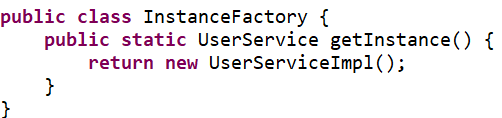 public class InstanceFactory {
    public static UserService getInstance() {
        return new UserServiceImpl();
    }
}